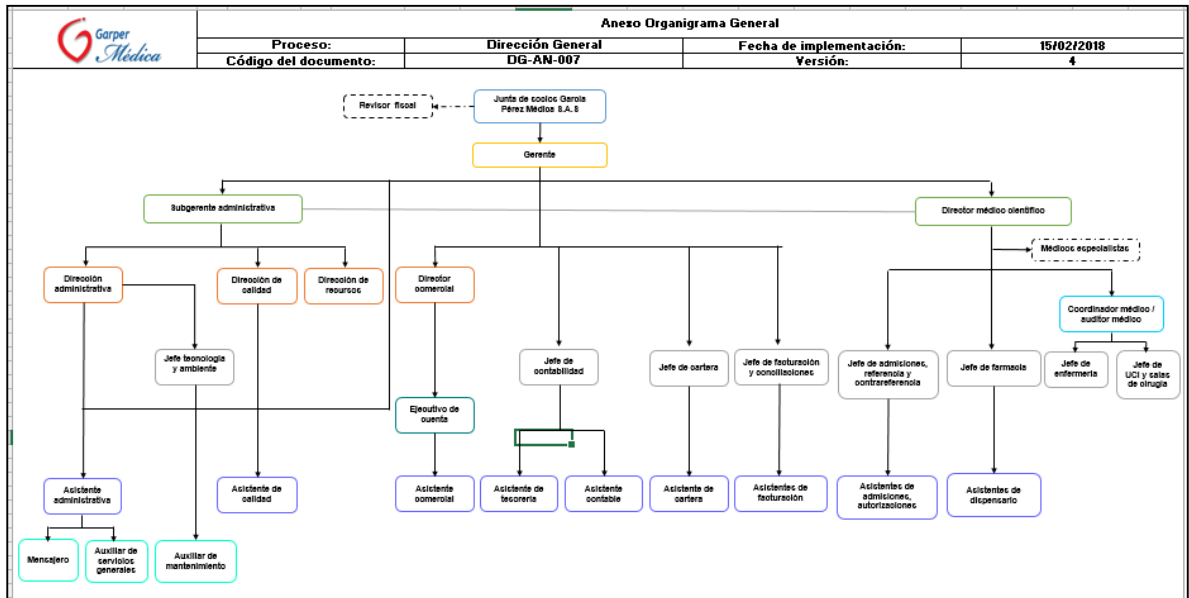 Garper
Médica
Anexo Organigrama General
Proceso:
Dirección General
Fecha de implementación:
15/02/2018
Código del documento:
DG-AN-007
Versión:
4
Revisor fiscal
Junta de socios Garcia
Pérez Médica S.A.S
Gerente
Subgerente administrativa
Director médico científico
Médicos especialistas
Dirección
administrativa
Dirección de
calidad
Dirección de
recursos
Director
comercial
Coordinador médico /
auditor médico
Jefe tecnología
y ambiente
Jefe de
contabilidad
Jefe de cartera
Jefe de facturación
y conciliaciones
Jefe de admisiones,
referencia y
contrareferencia
Jefe de farmacia
Jefe de
enfermeria
Jefe de
UCI y salas
de cirugía
Ejecutivo de
cuenta
Asistente
administrativa
Asistente de
calidad
Asistente
comercial
Asistente de
tesorería
Asistente
contable
Asistente de
cartera
Asistentes de
facturación
Asistentes de
admisiones,
autorizaciones
Asistentes de
dispensario
Mensajero
Auxiliar de
servicios
generales
Auxiliar de
mantenimiento